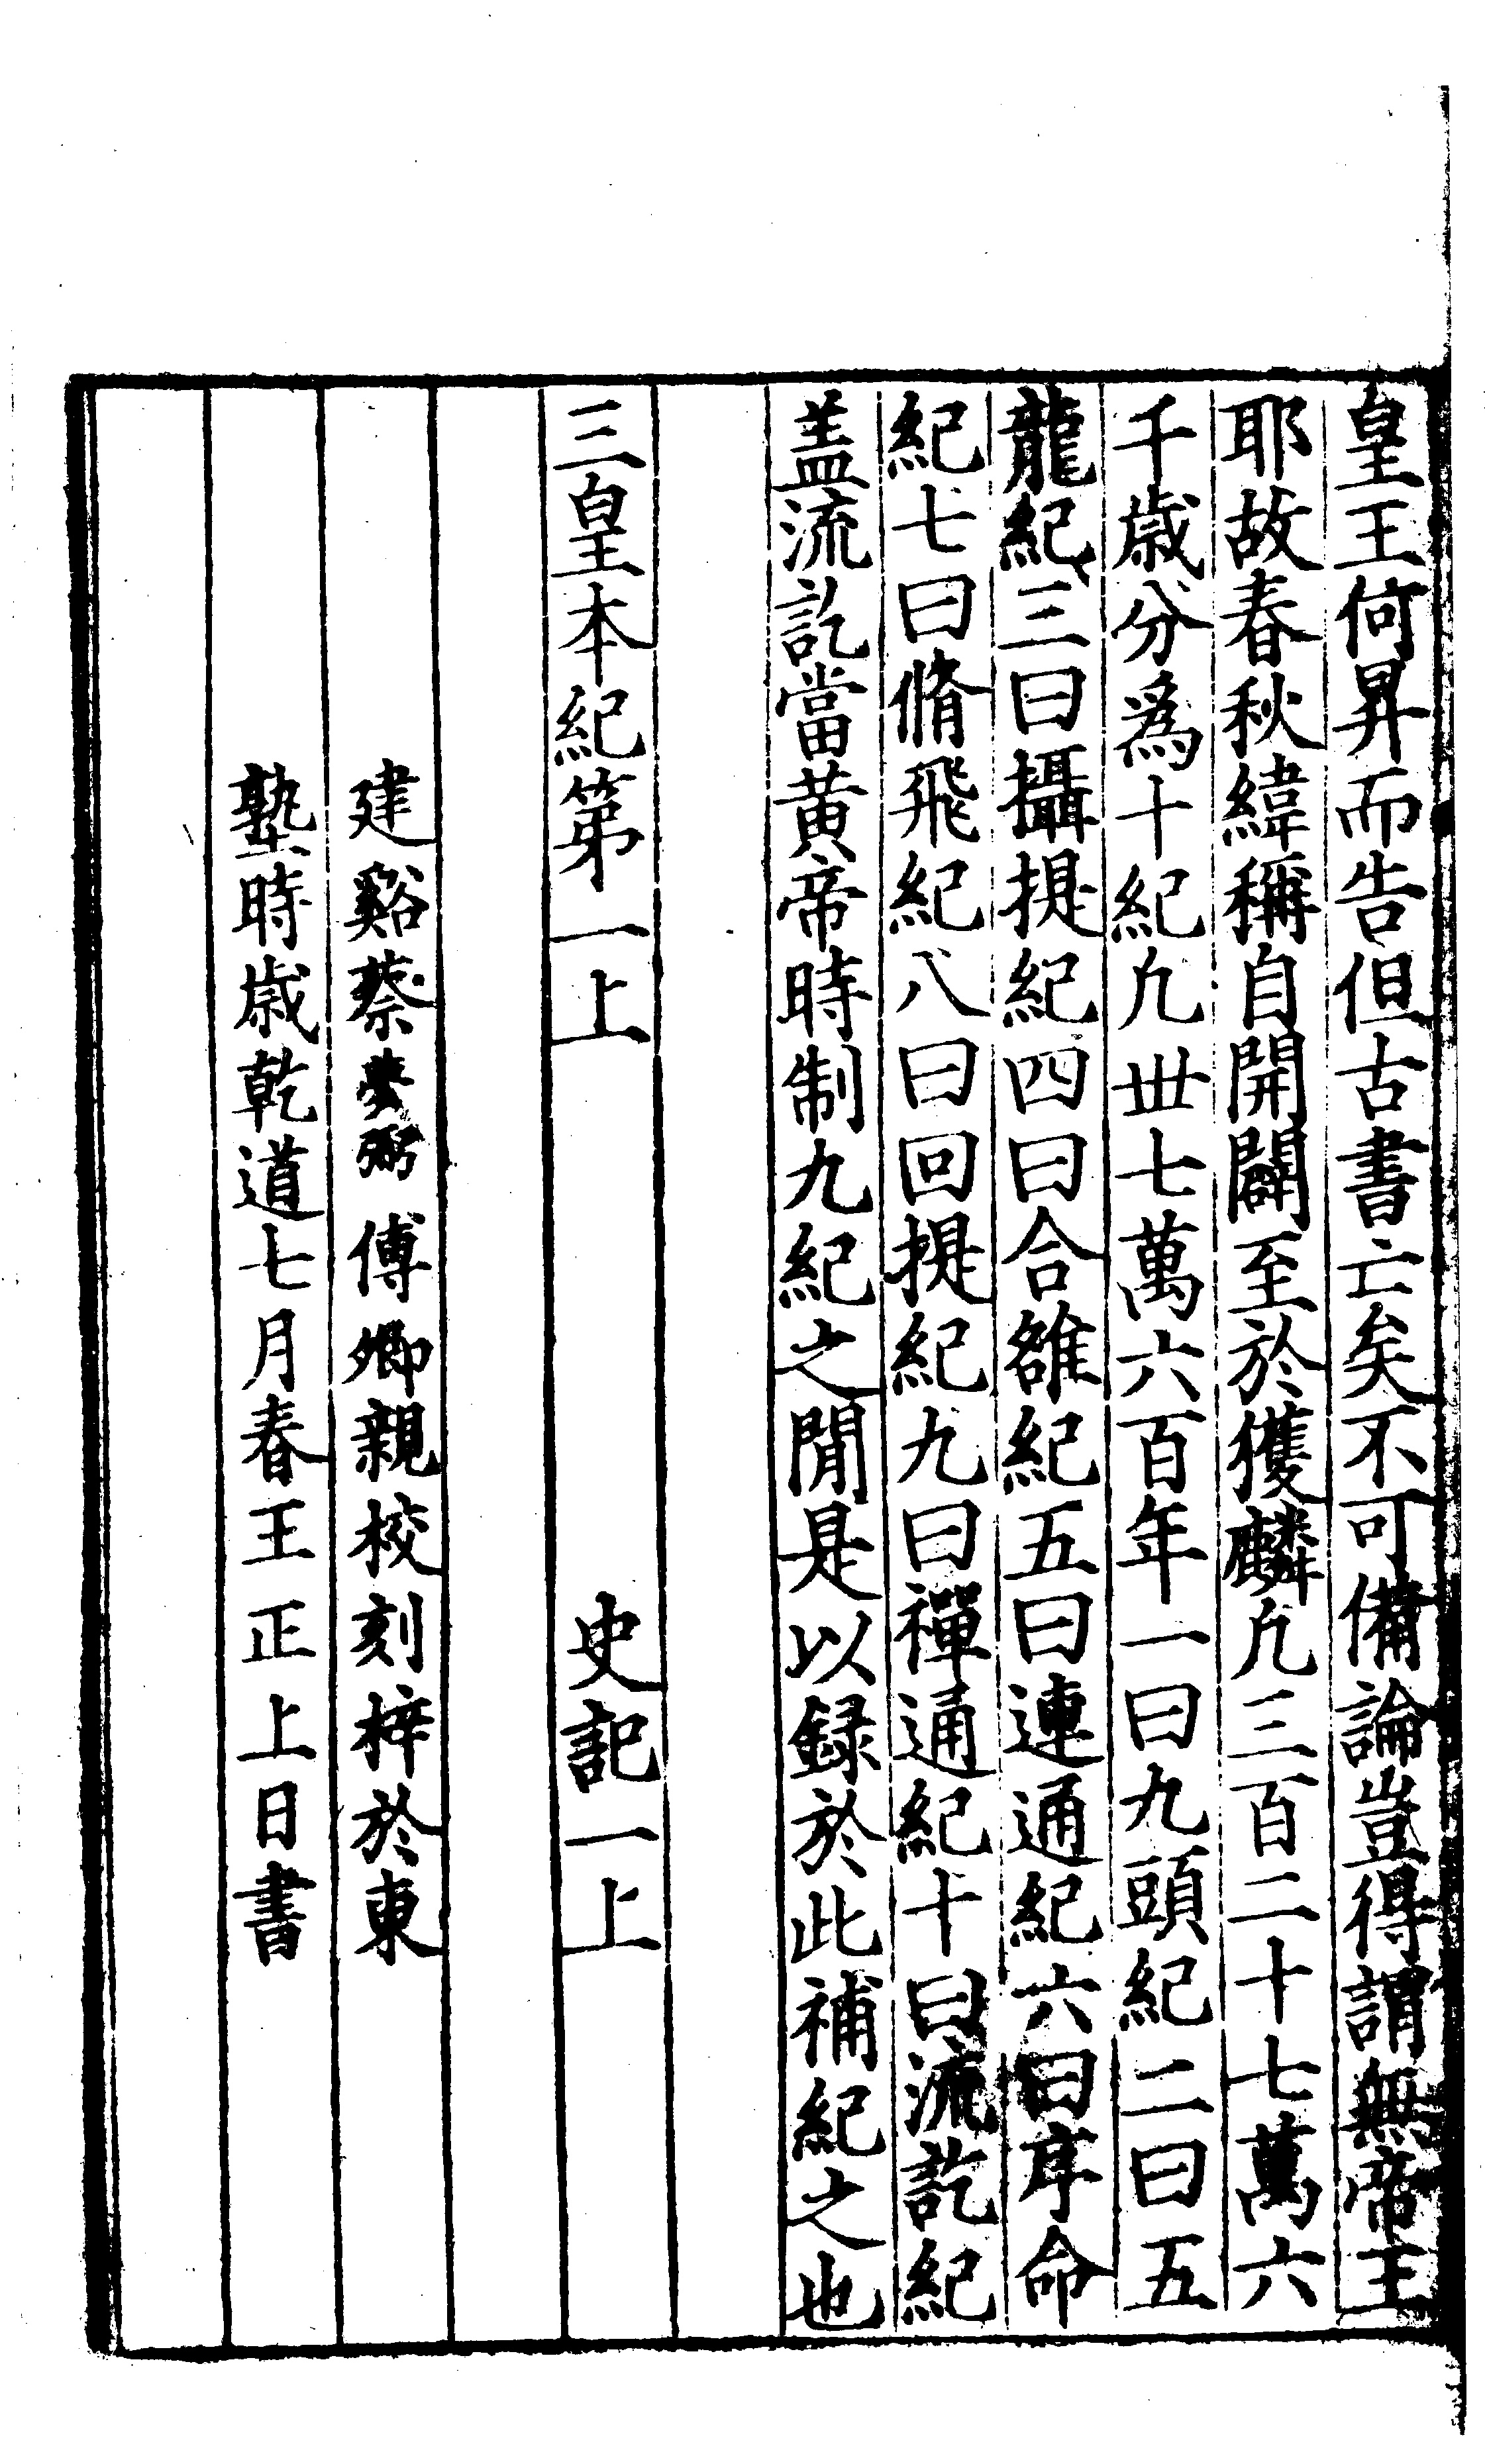 皇王何昇而告但古書亡矣不可備論豈得謂無帝王
耶故春秋緯稱自開闢至於獲麟凢三百二十七萬六
千歳分爲十紀凢丗七萬六百年一曰九頭紀二曰五
龍紀三曰攝提紀四曰合雒紀五曰連通紀六曰序命
紀七曰脩飛紀八曰回提紀九曰禪通紀十曰流訖紀
盖流訖當黄帝時制九紀之閒是以録於此補紀之也
三皇本紀第一上　史記一上
建谿蔡夢弼傅卿親校刻梓於東
塾時歳乾道七月春王正上日書